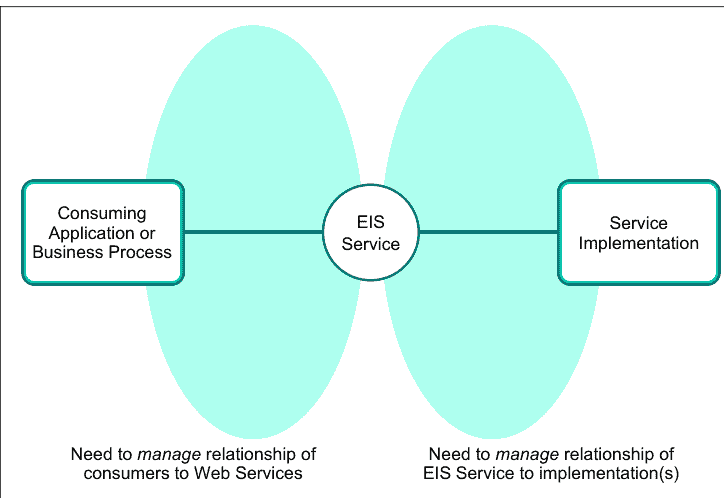 Consuming
Application or
Business Process
EIS
Service
Service
Implementation
Need to manage relationship of
consumers to Web Services
Need to manage relationship of
EIS Service to implementation(s)